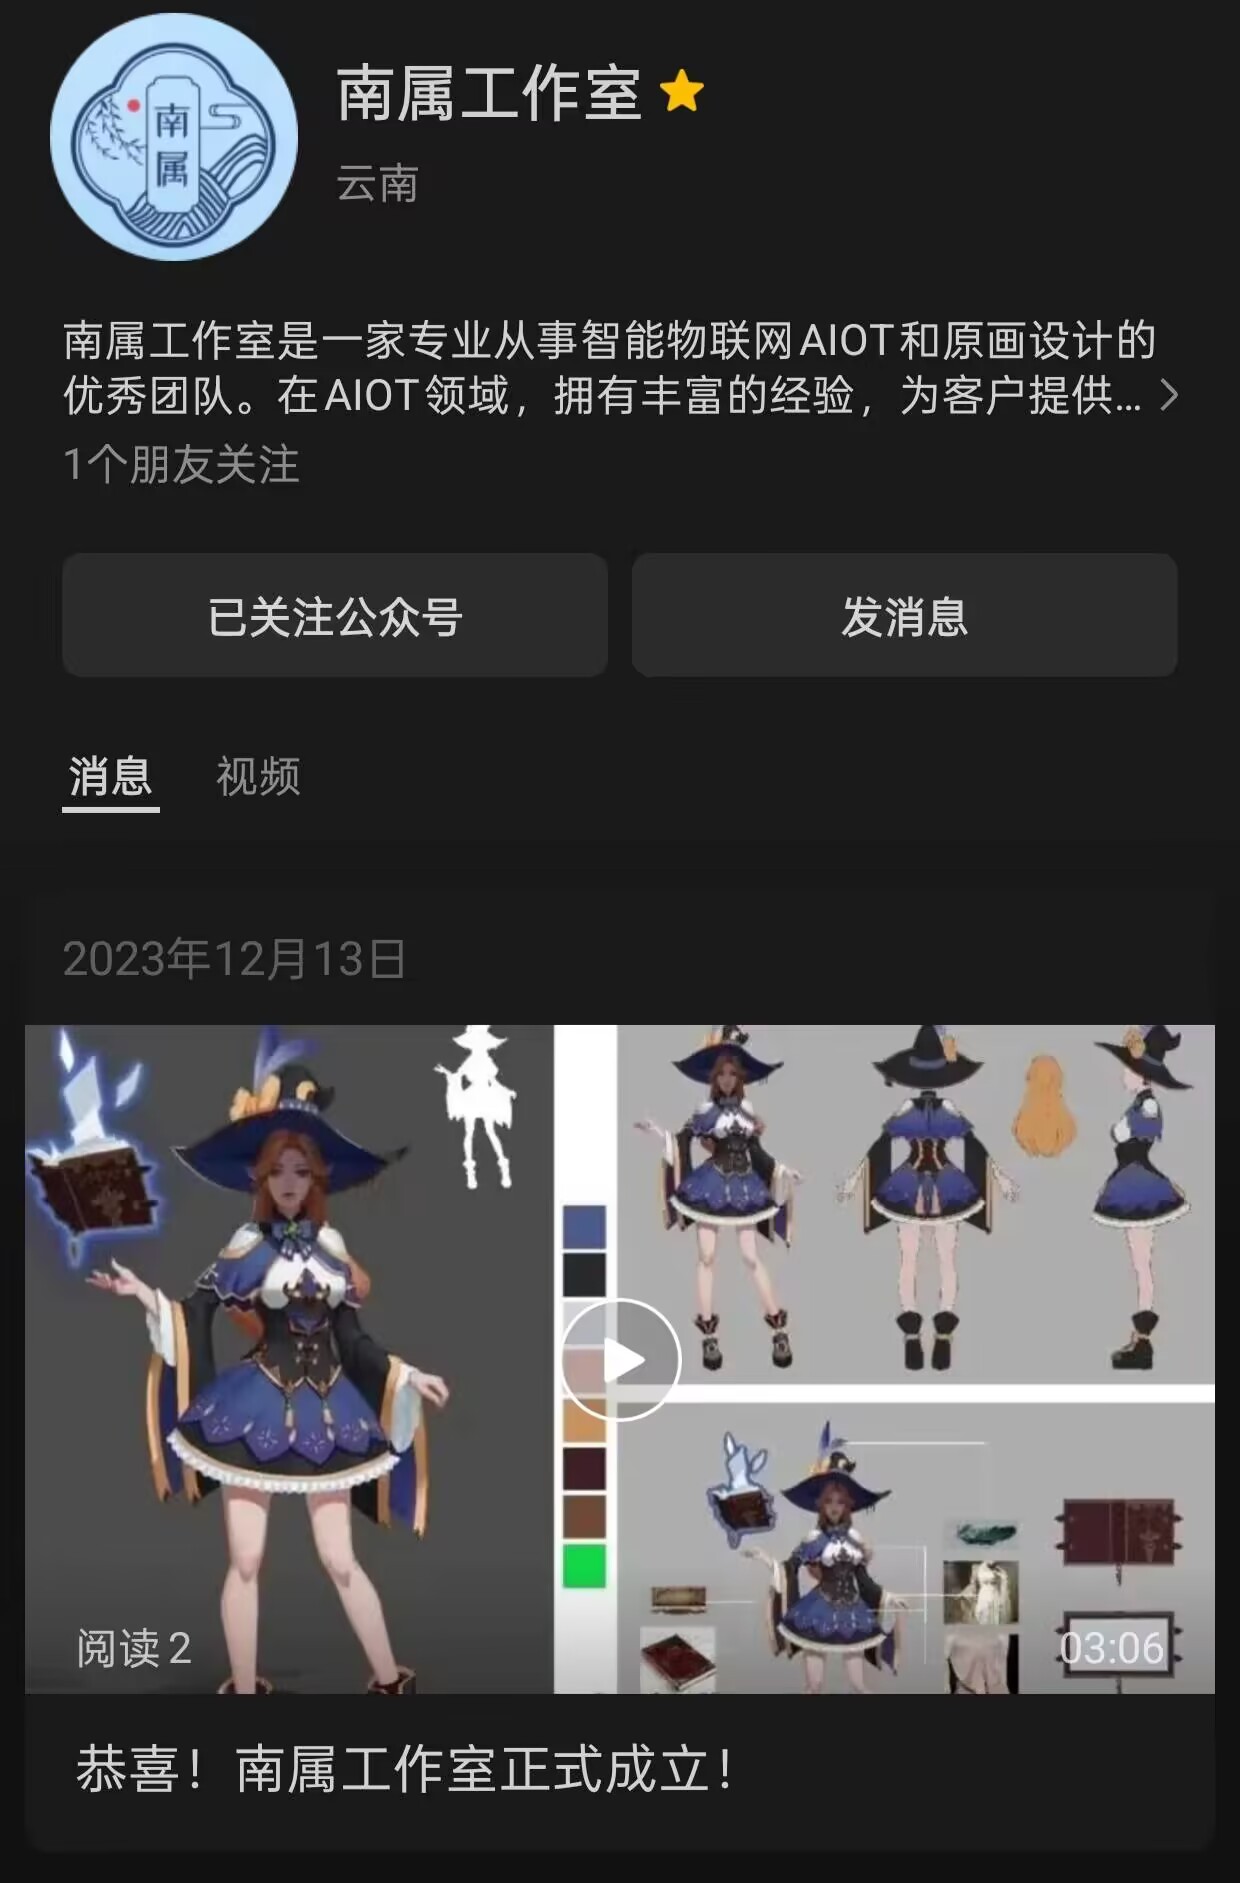 南属
南属工作室
云南
南属工作室是一家专业从事智能物联网AIOT和原画设计的
优秀团队。在AIOT领域，拥有丰富的经验，为客户提供...
1个朋友关注
已关注公众号
发消息
消息
视频
2023年12月13日
阅读2
03:06
恭喜！南属工作室正式成立！